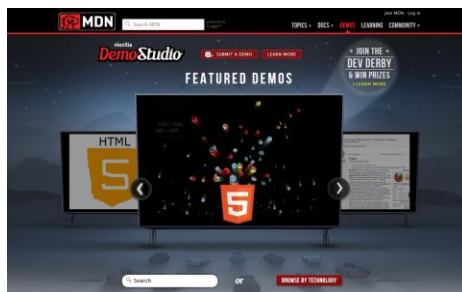 MDN
Search MDN
Join MDN Log in
TOPICS DOCS DEMOS LEARNING COMMUNITY
mozilla
DemoStudio
SUBMIT A DEMO
LEARN MORE
JOIN THE
DEV DERBY
& WIN PRIZES
LEARN MORE
FEATURED DEMOS
HTML
5
5
Search
or
BROWSE BY TECHNOLOGY